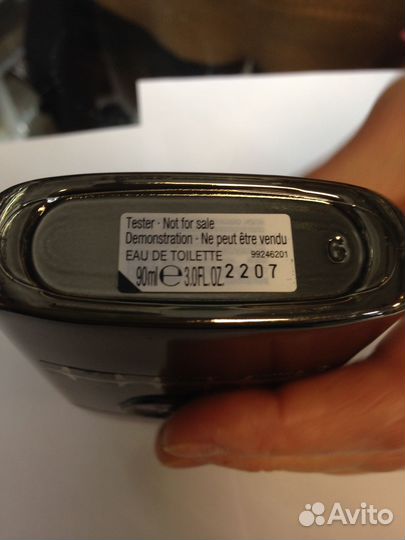 Tester · Not for sale
Demonstration · Ne peut être vendu
EAU DE TOILETTE 99246201
90ml ℮ 3.0FL.OZ. 2207
Avito